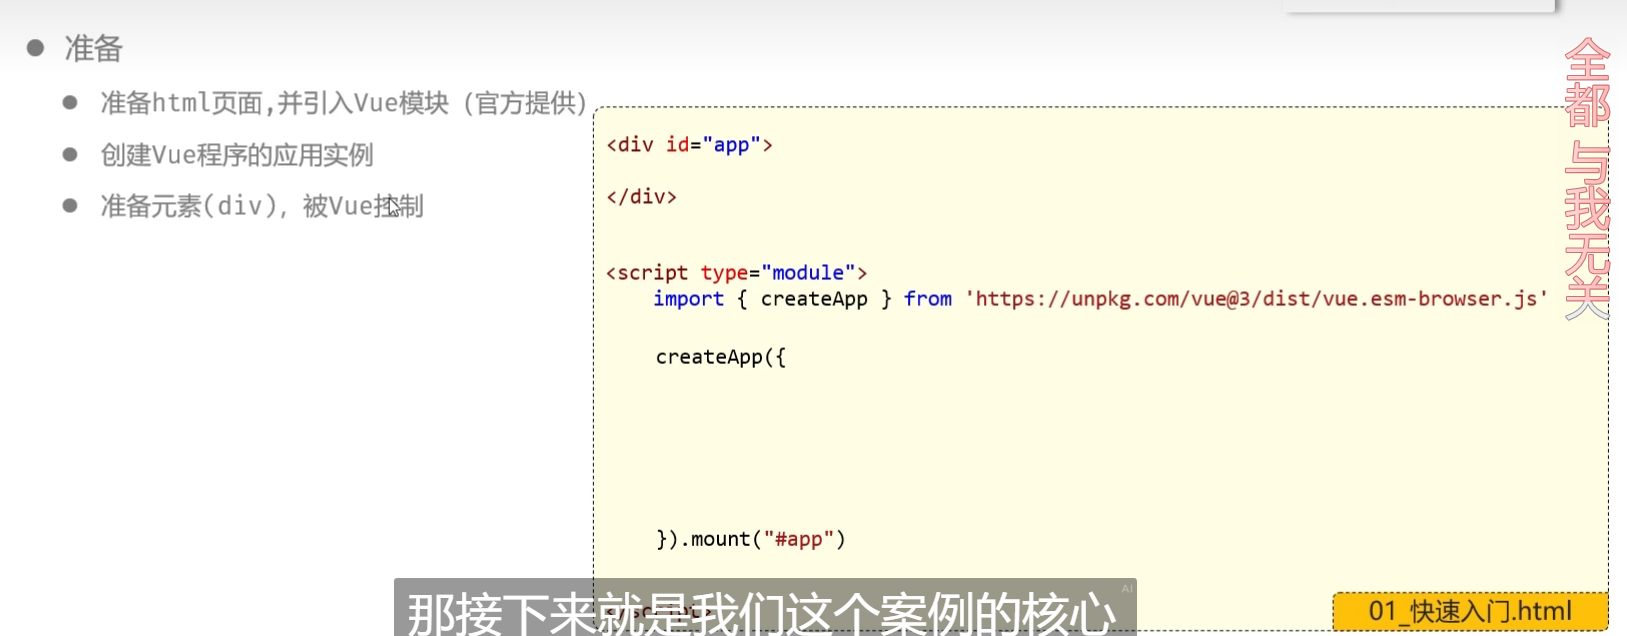 准备
准备html页面,并引入Vue模块（官方提供）
创建Vue程序的应用实例
准备元素(div)，被Vue控制
<div id="app">
</div>
<script type="module">
import { createApp } from 'https://unpkg.com/vue@3/dist/vue.esm-browser.js'
createApp({
}).mount("#app")
</script>
01_快速入门.html
全都 与我无关
AI
那接下来就是我们这个案例的核心